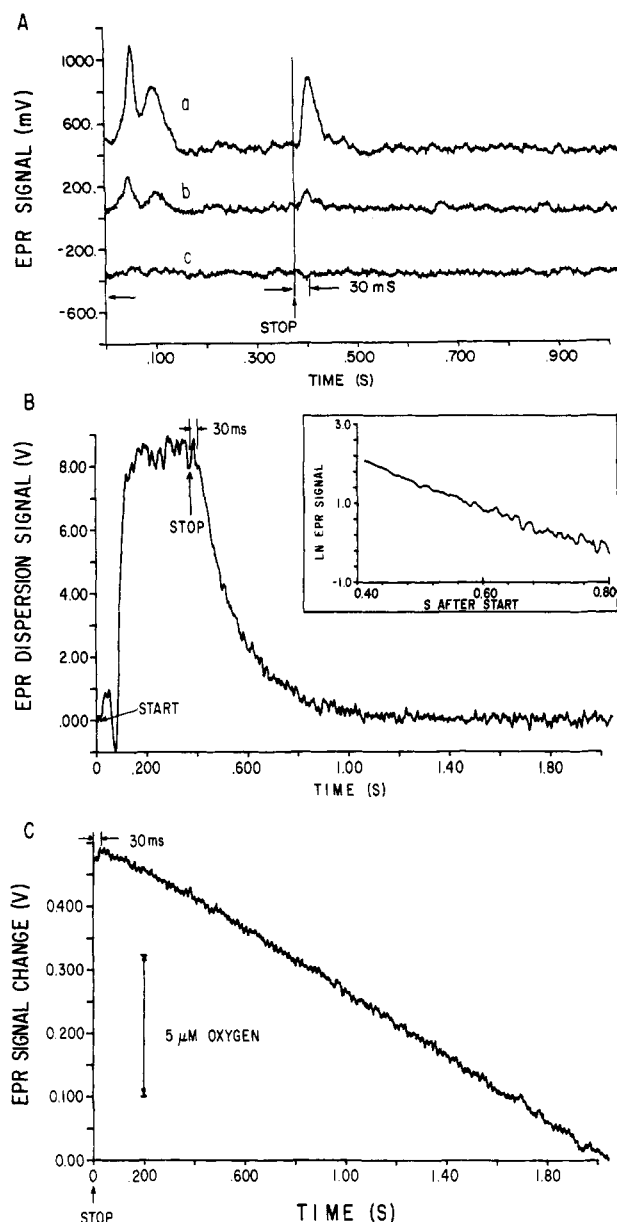 A
EPR SIGNAL (mV)
1000
600.
200.
-200.
-600.
a
b
c
30 mS
STOP
.100
.300
.500
.700
.900
TIME (S)
B
EPR DISPERSION SIGNAL (V)
8.00
6.00
4.00
2.00
.000
30ms
STOP
START
LN EPR SIGNAL
3.0
1.0
-1.0
0.40
0.60
0.80
S AFTER START
0
.200
.600
1.00
1.40
1.80
TIME (S)
C
EPR SIGNAL CHANGE (V)
0.400
0.300
0.200
0.100
0.00
30ms
5 μM OXYGEN
0
.200
.600
1.00
1.40
1.80
STOP
TIME (S)